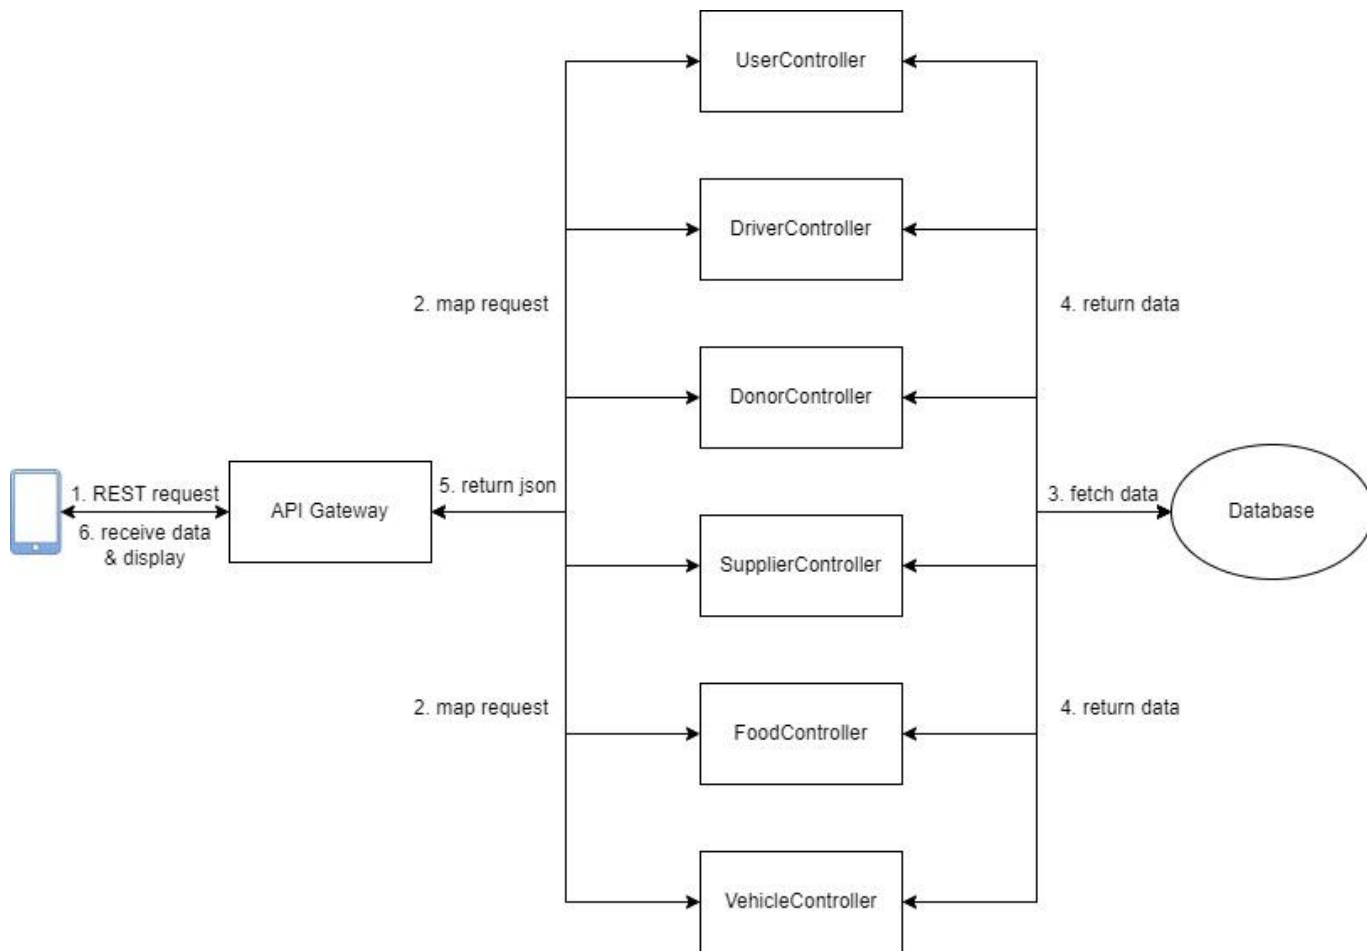 UserController
DriverController
2. map request
4. return data
DonorController
1. REST request
6. receive data
& display
API Gateway
5. return json
3. fetch data
Database
SupplierController
2. map request
4. return data
FoodController
VehicleController